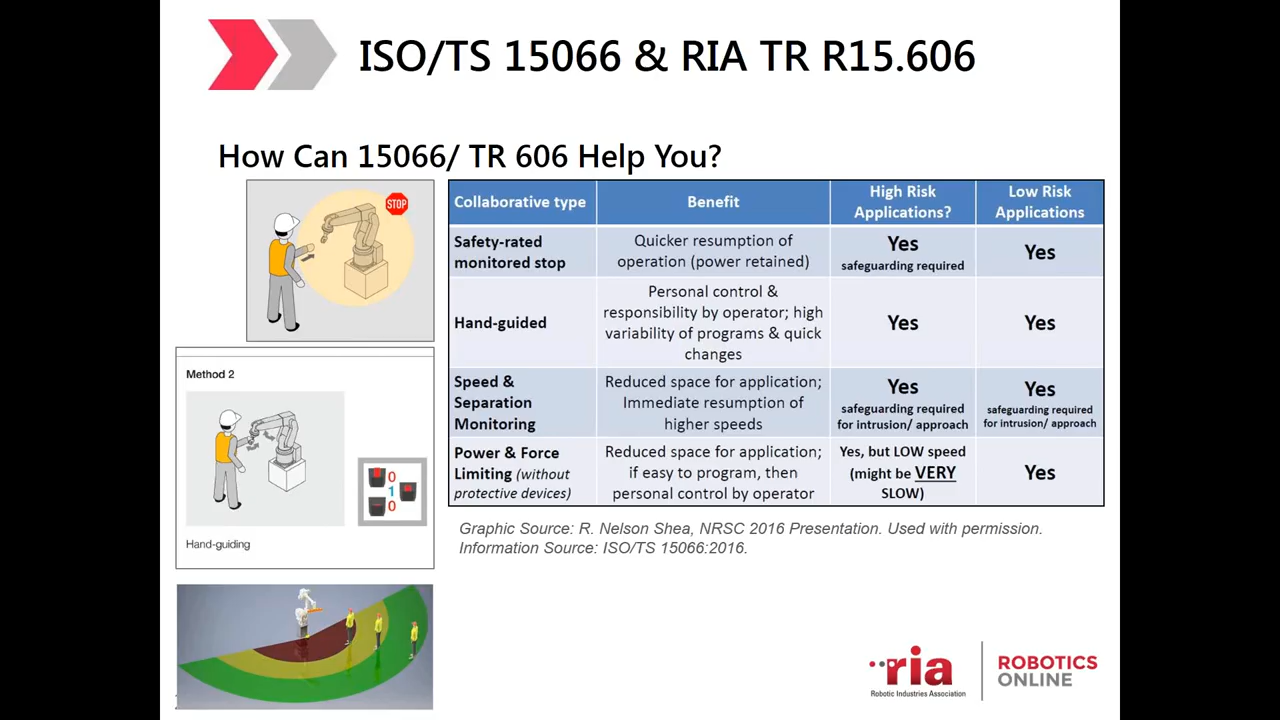 ISO/TS 15066 & RIA TR R15.606
How Can 15066/ TR 606 Help You?
STOP
Method 2
0
1
0
Hand-guiding
Collaborative type
Benefit
High Risk
Applications?
Low Risk
Applications
Safety-rated
monitored stop
Quicker resumption of
operation (power retained)
Yes
safeguarding required
Yes
Hand-guided
Personal control &
responsibility by operator; high
variability of programs & quick
changes
Yes
Yes
Speed &
Separation
Monitoring
Reduced space for application;
Immediate resumption of
higher speeds
Yes
safeguarding required
for intrusion/ approach
Yes
safeguarding required
for intrusion/ approach
Power & Force
Limiting (without
protective devices)
Reduced space for application;
if easy to program, then
personal control by operator
Yes, but LOW speed
(might be VERY
SLOW)
Yes
Graphic Source: R. Nelson Shea, NRSC 2016 Presentation. Used with permission.
Information Source: ISO/TS 15066:2016.
ria
Robotic Industries Association
ROBOTICS
ONLINE